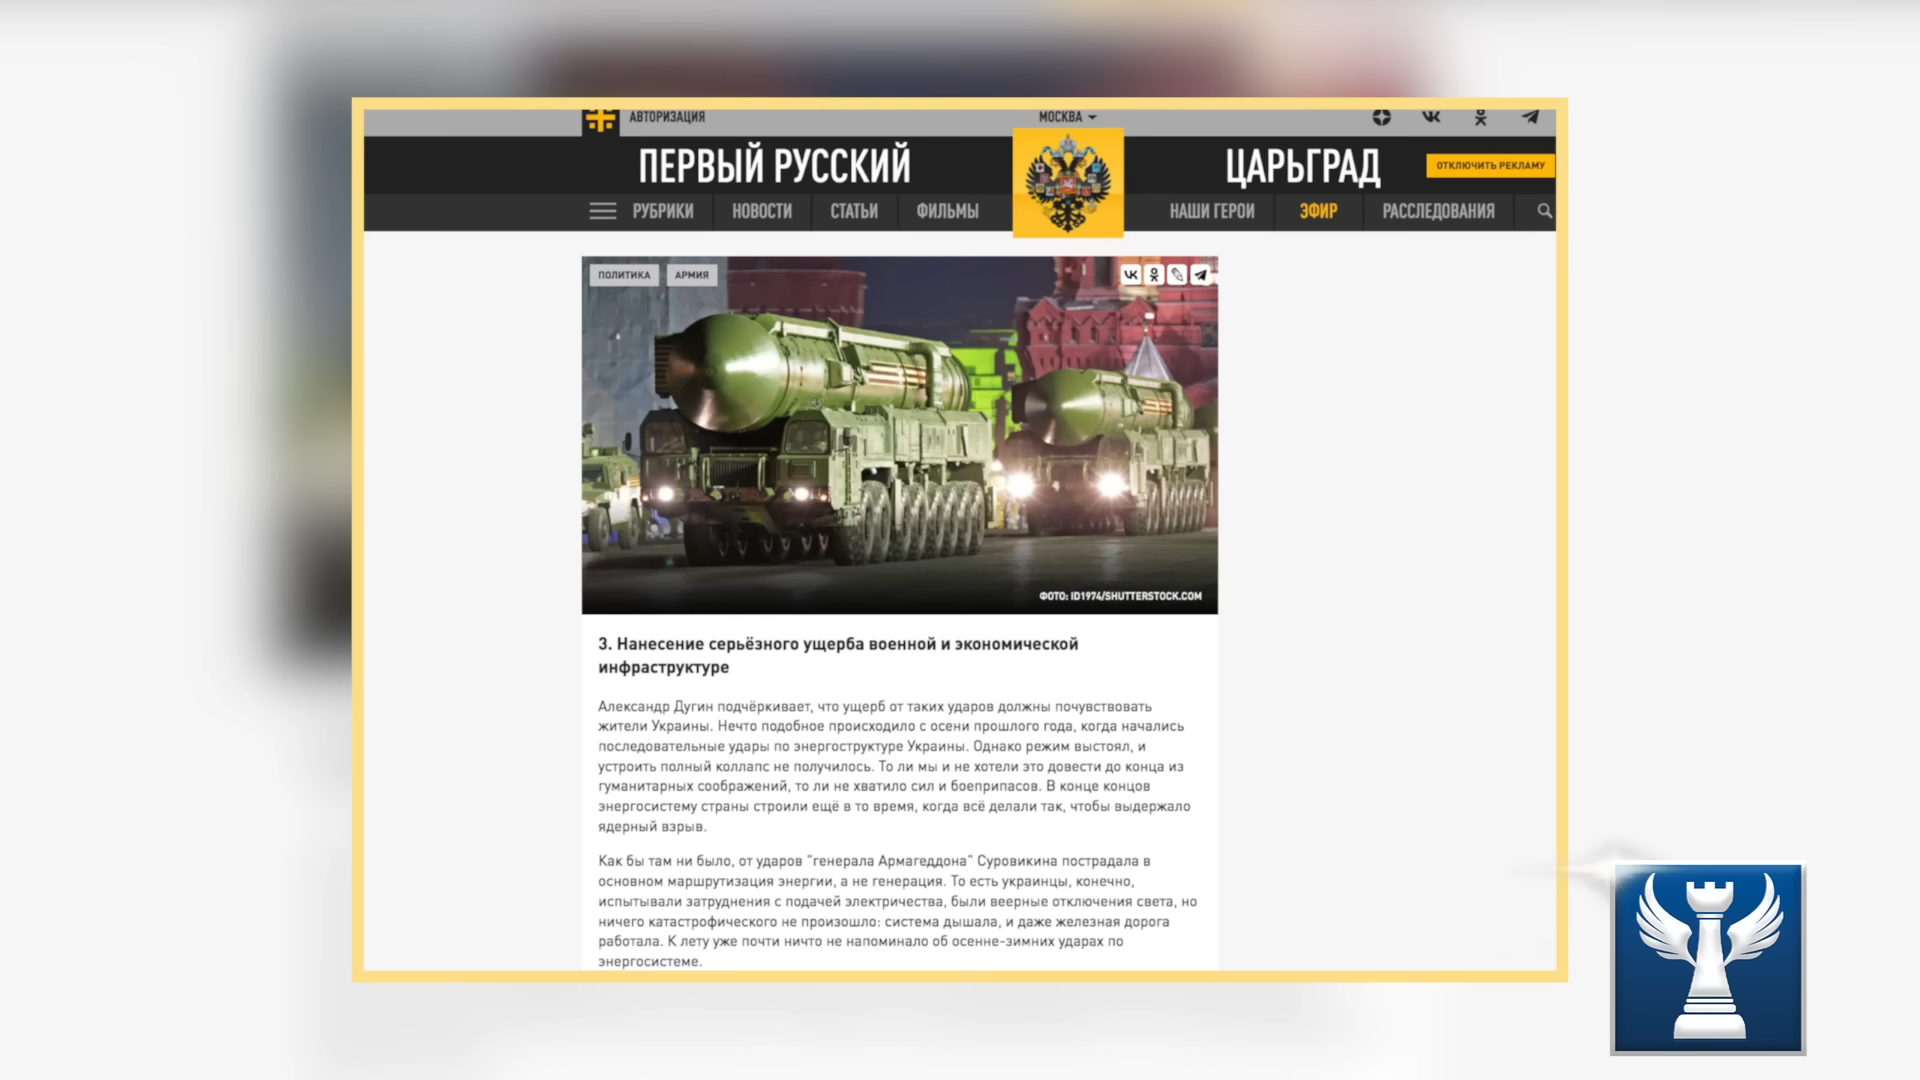 АВТОРИЗАЦИЯ
МОСКВА
ПЕРВЫЙ РУССКИЙ
ЦАРЬГРАД
ОТКЛЮЧИТЬ РЕКЛАМУ
РУБРИКИ
НОВОСТИ
СТАТЬИ
ФИЛЬМЫ
НАШИ ГЕРОИ
ЭФИР
РАССЛЕДОВАНИЯ
ПОЛИТИКА
АРМИЯ
ФОТО: ID1974/SHUTTERSTOCK.COM
3. Нанесение серьёзного ущерба военной и экономической
инфраструктуре
Александр Дугин подчёркивает, что ущерб от таких ударов должны почувствовать
жители Украины. Нечто подобное происходило с осени прошлого года, когда начались
последовательные удары по энергоструктуре Украины. Однако режим выстоял, и
устроить полный коллапс не получилось. То ли мы и не хотели это довести до конца из
гуманитарных соображений, то ли не хватило сил и боеприпасов. В конце концов
энергосистему страны строили ещё в то время, когда всё делали так, чтобы выдержало
ядерный взрыв.
Как бы там ни было, от ударов "генерала Армагеддона" Суровикина пострадала в
основном маршрутизация энергии, а не генерация. То есть украинцы, конечно,
испытывали затруднения с подачей электричества, были веерные отключения света, но
ничего катастрофического не произошло: система дышала, и даже железная дорога
работала. К лету уже почти ничто не напоминало об осенне-зимних ударах по
энергосистеме.